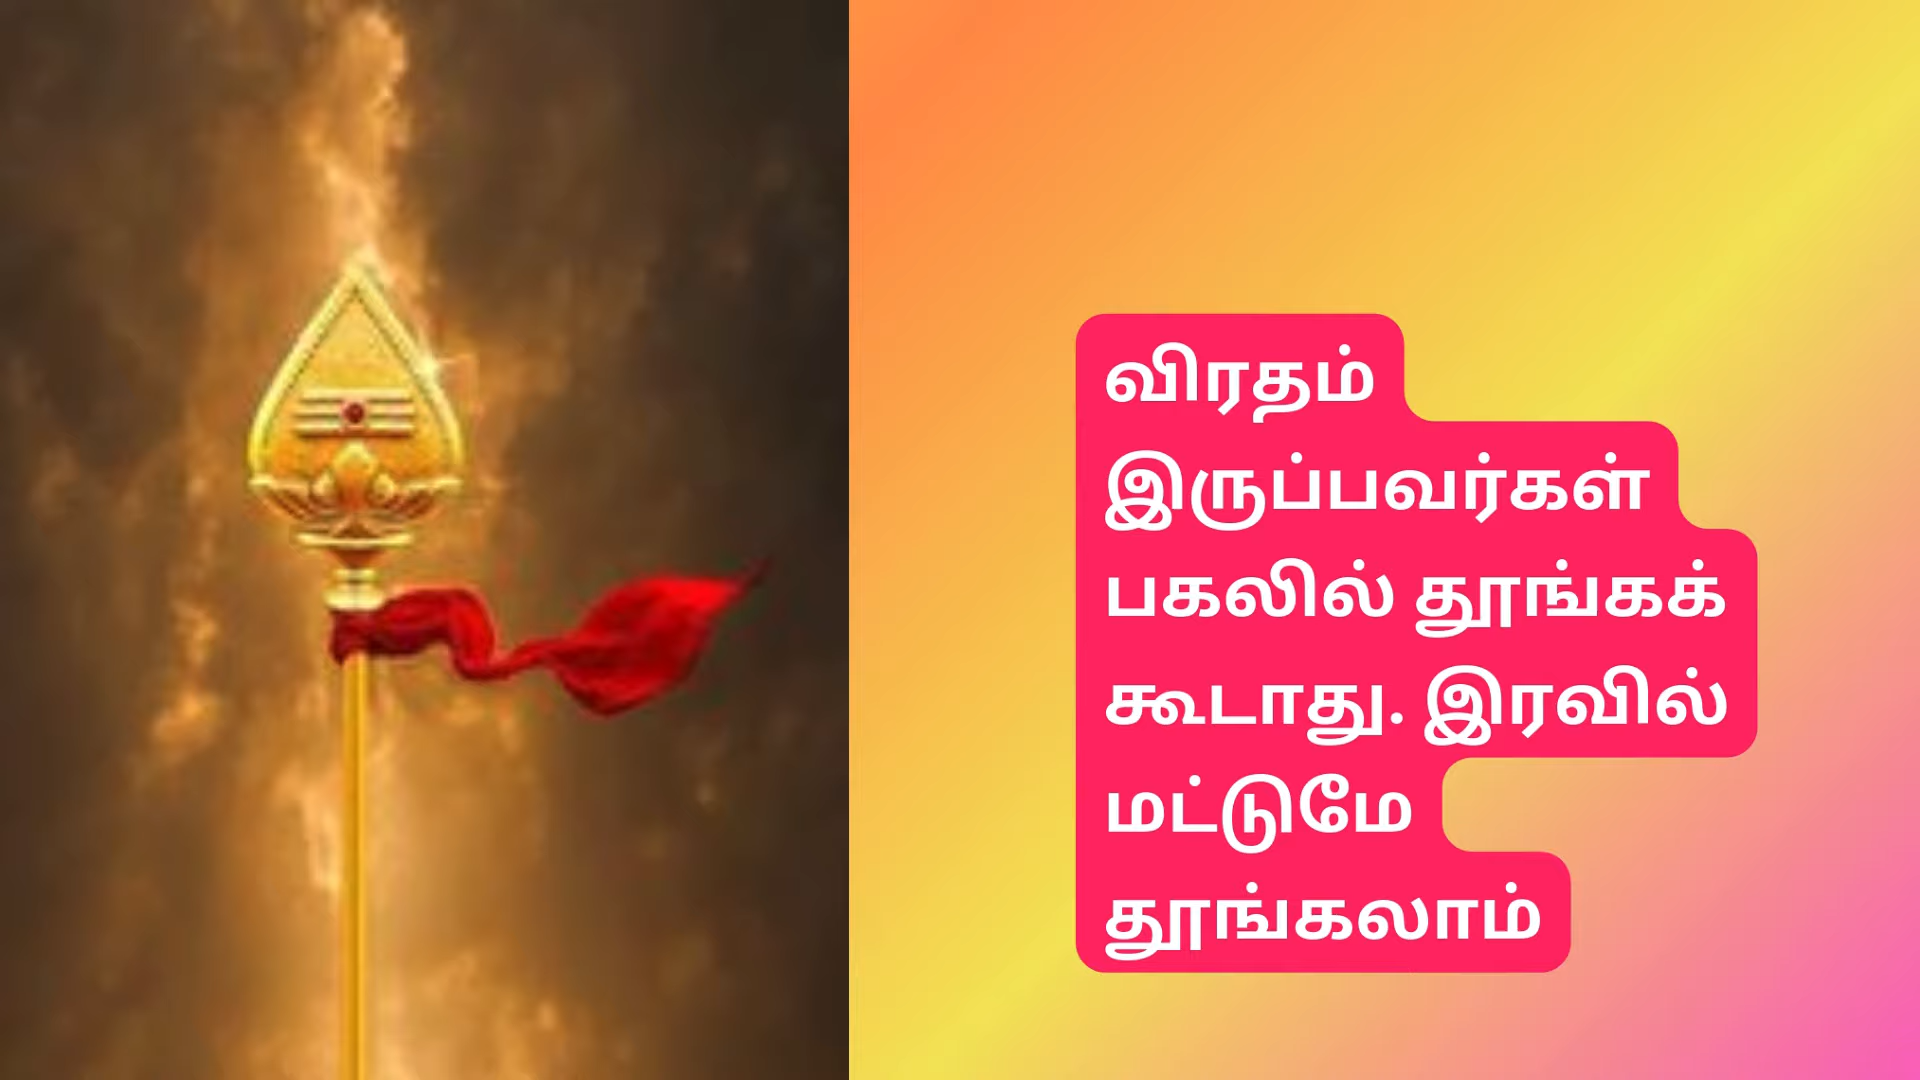 விரதம்
இருப்பவர்கள்
பகலில் தூங்கக்
கூடாது. இரவில்
மட்டுமே
தூங்கலாம்